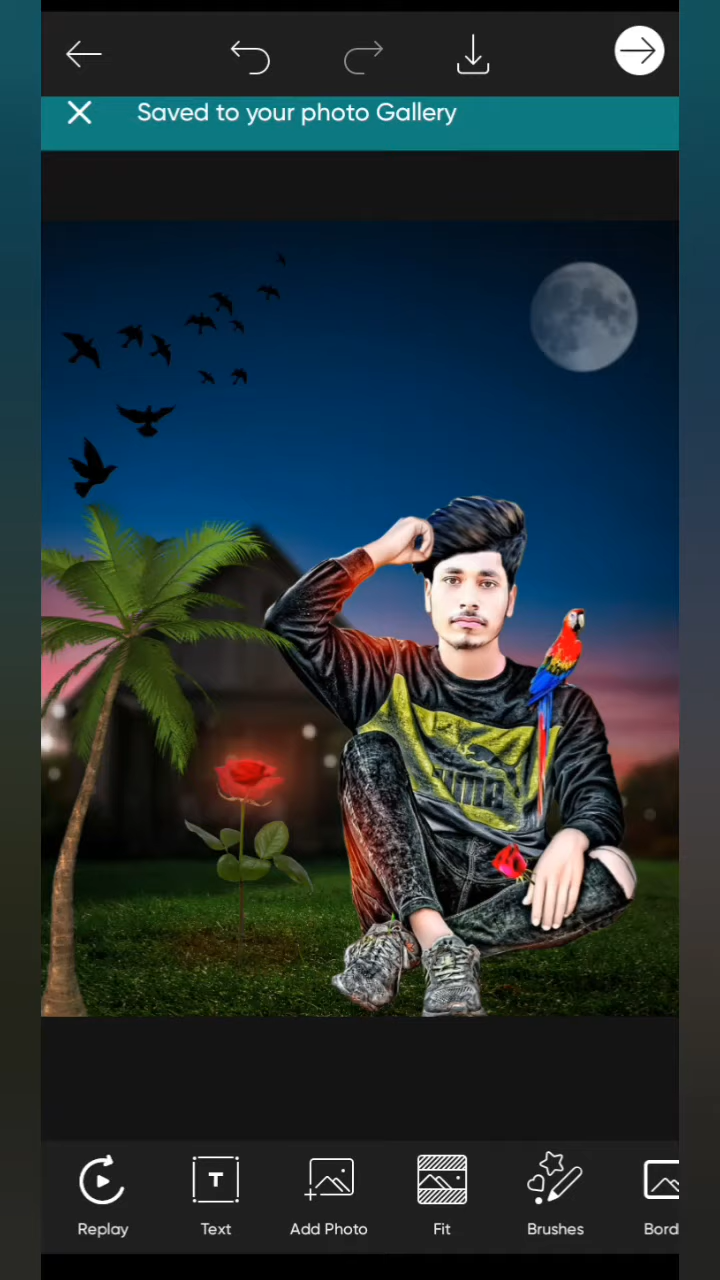 Saved to your photo Gallery
PUMA
T
Replay
Text
Add Photo
Fit
Brushes
Bord